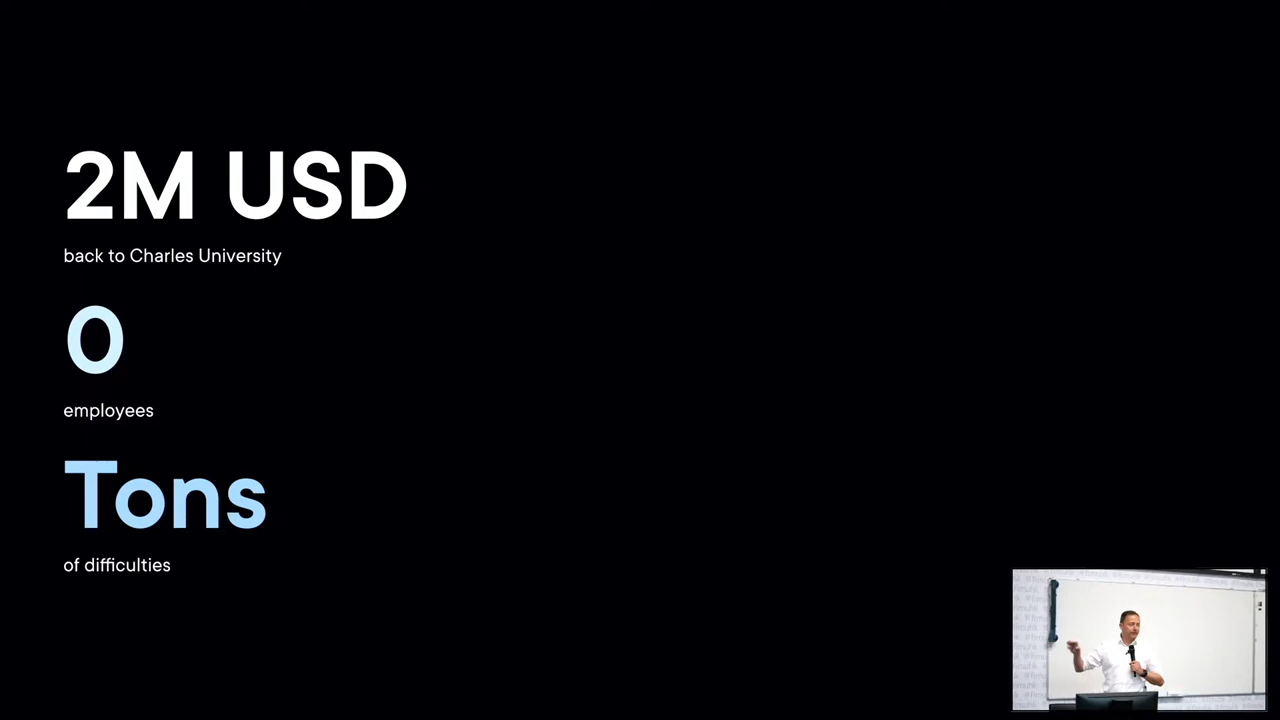 2M USD
back to Charles University
0
employees
Tons
of difficulties